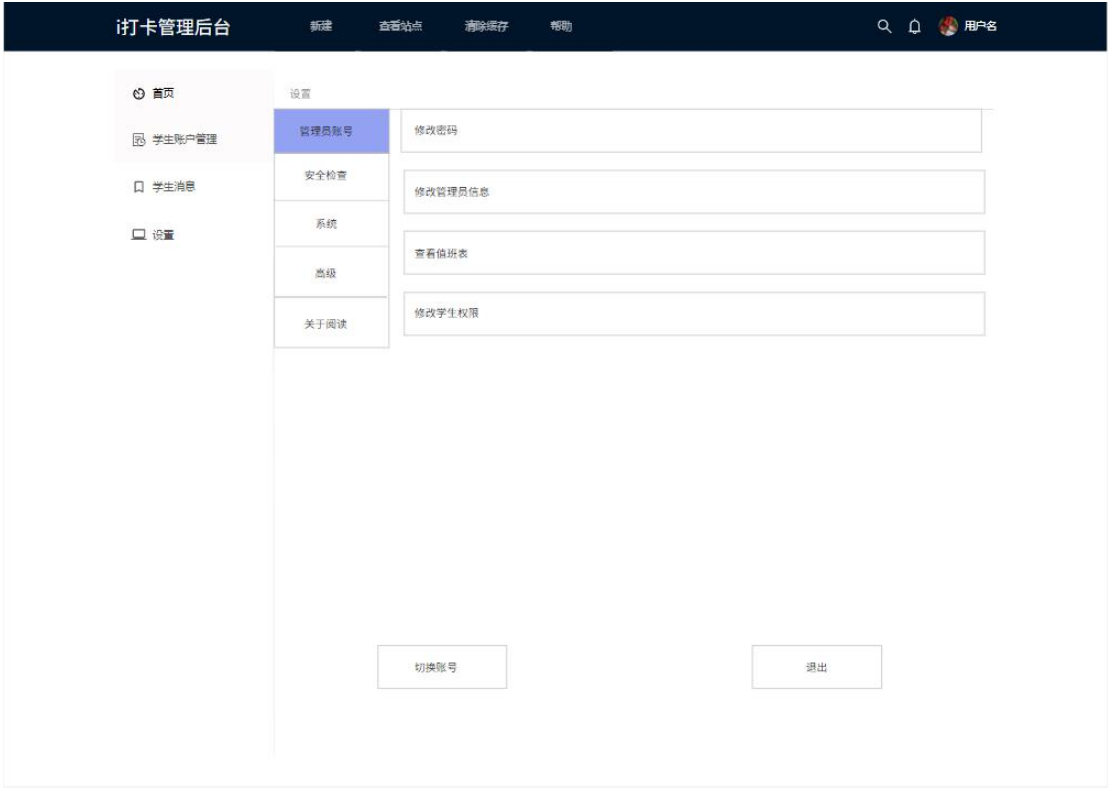 i打卡管理后台 新建 查看站点 清除缓存 帮助 用户名
首页
学生账户管理
学生消息
设置
设置
管理员账号
安全检查
系统
高级
关于阅读
修改密码
修改管理员信息
查看值班表
修改学生权限
切换账号 退出